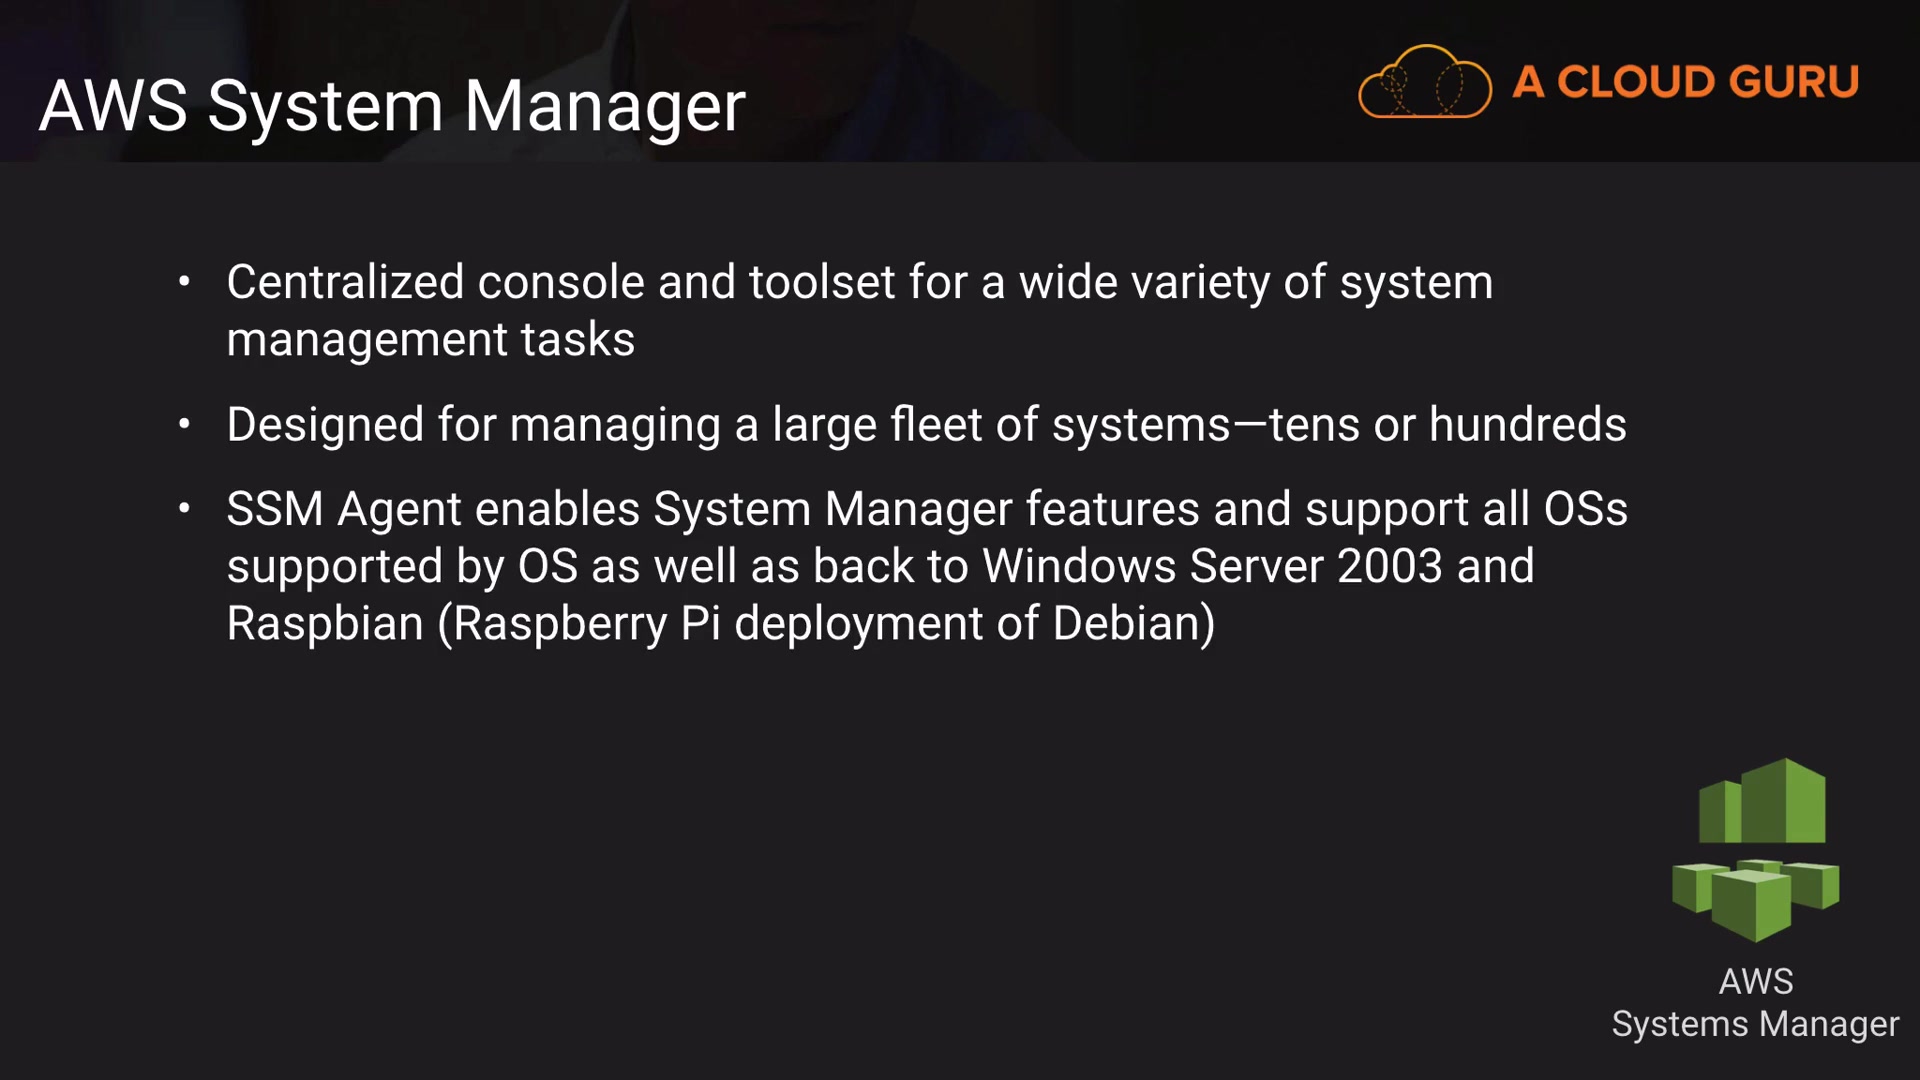 AWS System Manager
A CLOUD GURU
• Centralized console and toolset for a wide variety of system
management tasks
• Designed for managing a large fleet of systems—tens or hundreds
• SSM Agent enables System Manager features and support all OSs
supported by OS as well as back to Windows Server 2003 and
Raspbian (Raspberry Pi deployment of Debian)
AWS
Systems Manager